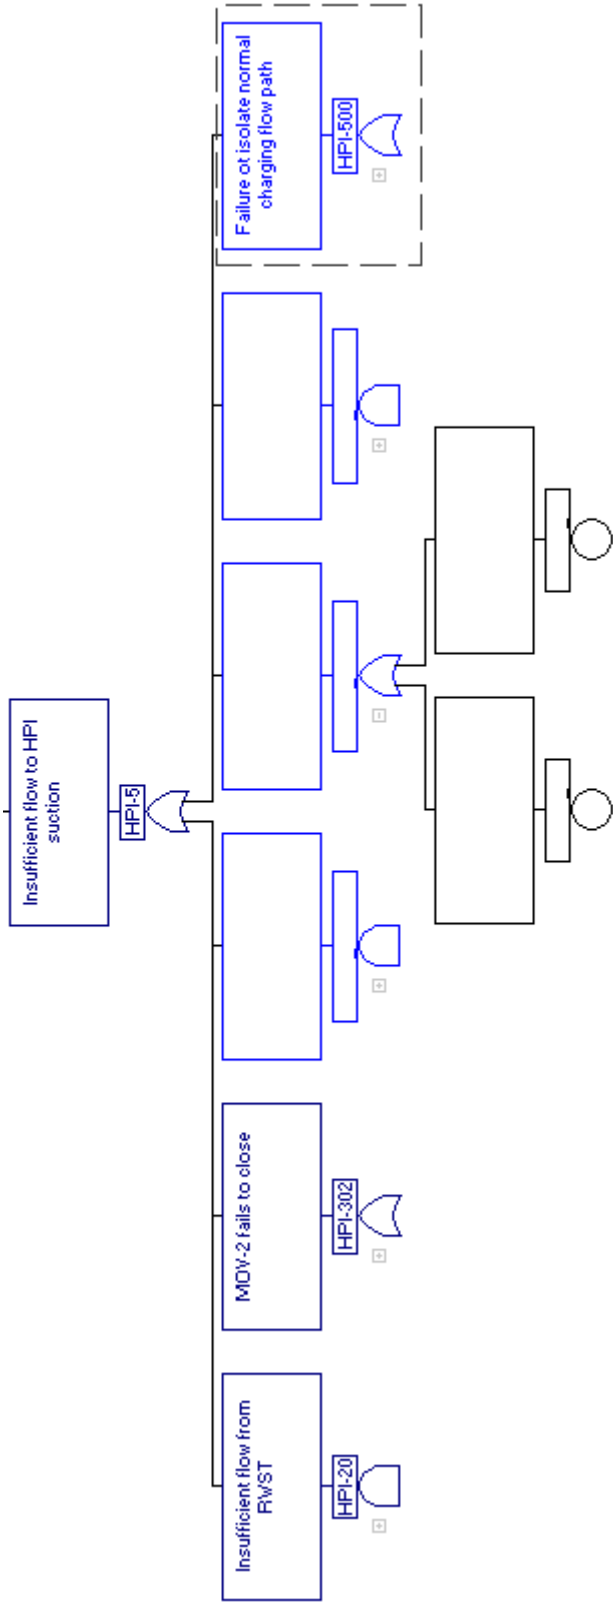 Insufficient flow to HPI
suction
HPI-5
Insufficient flow from
RWST
HPI-20
MOV-2 fails to close
HPI-302
Failure ot isolate normal
charging flow path
HPI-500